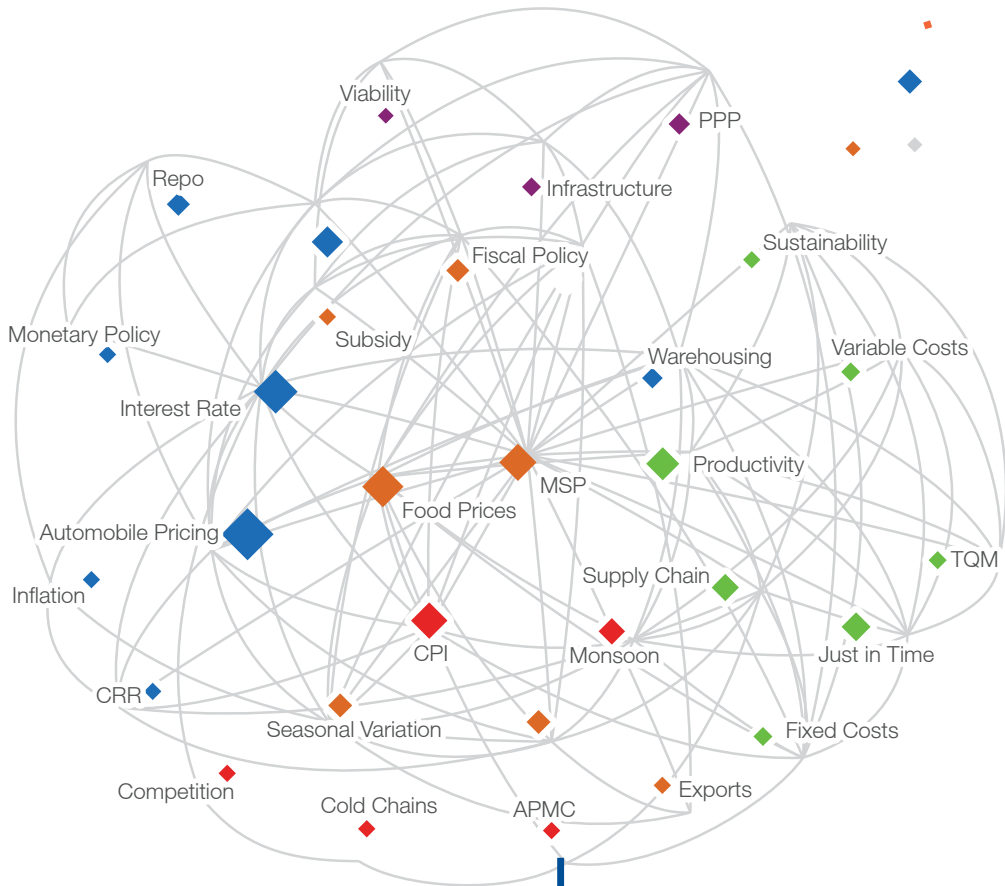 Viability
PPP
Repo
Infrastructure
Sustainability
Fiscal Policy
Monetary Policy
Subsidy
Variable Costs
Warehousing
Interest Rate
Productivity
MSP
Food Prices
Automobile Pricing
TQM
Supply Chain
Inflation
CPI
Monsoon
Just in Time
CRR
Seasonal Variation
Fixed Costs
Competition
Exports
Cold Chains
APMC